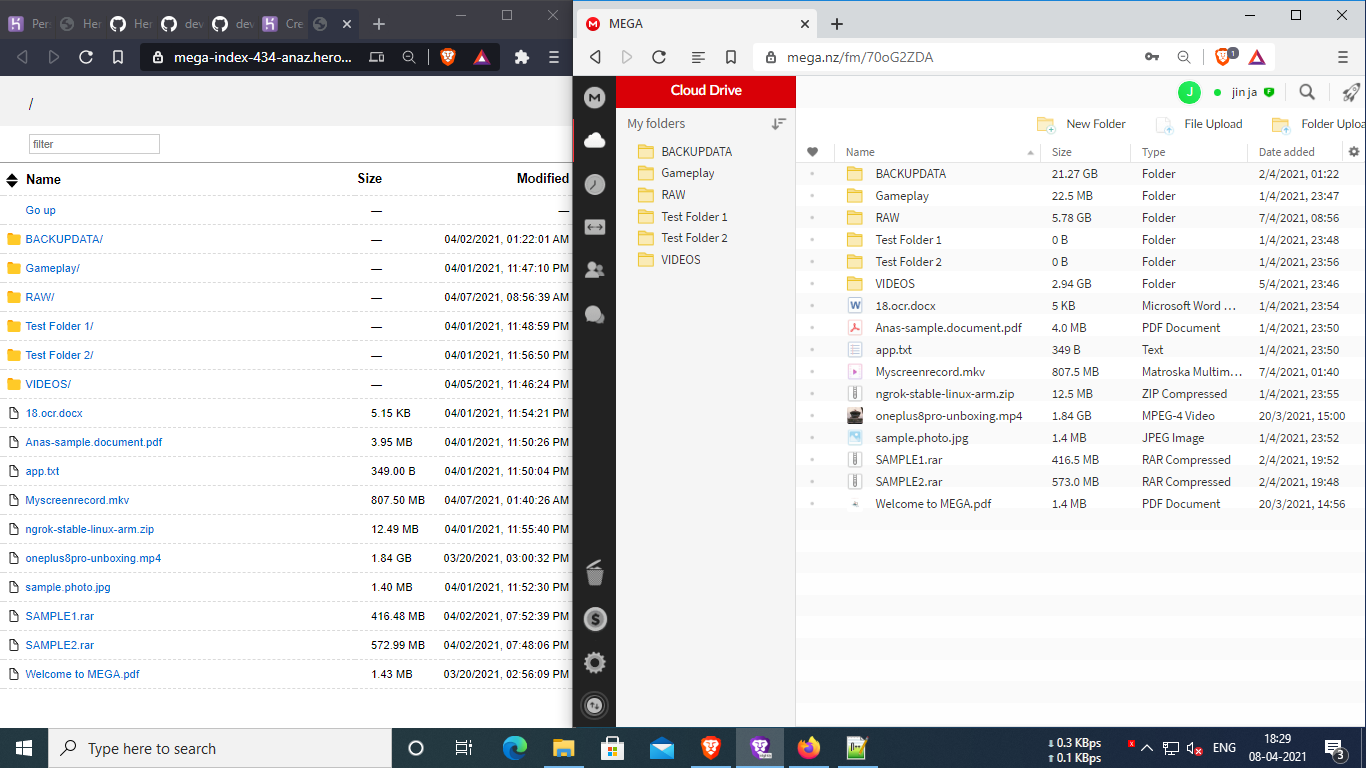 Per
Her
Her
dev
dev
Cre
mega-index-434-anaz.hero...
/
filter
Name Size Modified
Go up — —
BACKUPDATA/ — 04/02/2021, 01:22:01 AM
Gameplay/ — 04/01/2021, 11:47:10 PM
RAW/ — 04/07/2021, 08:56:39 AM
Test Folder 1/ — 04/01/2021, 11:48:59 PM
Test Folder 2/ — 04/01/2021, 11:56:50 PM
VIDEOS/ — 04/05/2021, 11:46:24 PM
18.ocr.docx 5.15 KB 04/01/2021, 11:54:21 PM
Anas-sample.document.pdf 3.95 MB 04/01/2021, 11:50:26 PM
app.txt 349.00 B 04/01/2021, 11:50:04 PM
Myscreenrecord.mkv 807.50 MB 04/07/2021, 01:40:26 AM
ngrok-stable-linux-arm.zip 12.49 MB 04/01/2021, 11:55:40 PM
oneplus8pro-unboxing.mp4 1.84 GB 03/20/2021, 03:00:32 PM
sample.photo.jpg 1.40 MB 04/01/2021, 11:52:30 PM
SAMPLE1.rar 416.48 MB 04/02/2021, 07:52:39 PM
SAMPLE2.rar 572.99 MB 04/02/2021, 07:48:06 PM
Welcome to MEGA.pdf 1.43 MB 03/20/2021, 02:56:09 PM
MEGA
mega.nz/fm/70oG2ZDA
1
Cloud Drive
My folders
BACKUPDATA
Gameplay
RAW
Test Folder 1
Test Folder 2
VIDEOS
J jin ja
New Folder File Upload Folder Uploa
Name Size Type Date added
BACKUPDATA 21.27 GB Folder 2/4/2021, 01:22
Gameplay 22.5 MB Folder 1/4/2021, 23:47
RAW 5.78 GB Folder 7/4/2021, 08:56
Test Folder 1 0 B Folder 1/4/2021, 23:48
Test Folder 2 0 B Folder 1/4/2021, 23:56
VIDEOS 2.94 GB Folder 5/4/2021, 23:46
18.ocr.docx 5 KB Microsoft Word ... 1/4/2021, 23:54
Anas-sample.document.pdf 4.0 MB PDF Document 1/4/2021, 23:50
app.txt 349 B Text 1/4/2021, 23:50
Myscreenrecord.mkv 807.5 MB Matroska Multim... 7/4/2021, 01:40
ngrok-stable-linux-arm.zip 12.5 MB ZIP Compressed 1/4/2021, 23:55
oneplus8pro-unboxing.mp4 1.84 GB MPEG-4 Video 20/3/2021, 15:00
sample.photo.jpg 1.4 MB JPEG Image 1/4/2021, 23:52
SAMPLE1.rar 416.5 MB RAR Compressed 2/4/2021, 19:52
SAMPLE2.rar 573.0 MB RAR Compressed 2/4/2021, 19:48
Welcome to MEGA.pdf 1.4 MB PDF Document 20/3/2021, 14:56
Type here to search
0.3 KBps
0.1 KBps
ENG
18:29
08-04-2021
3